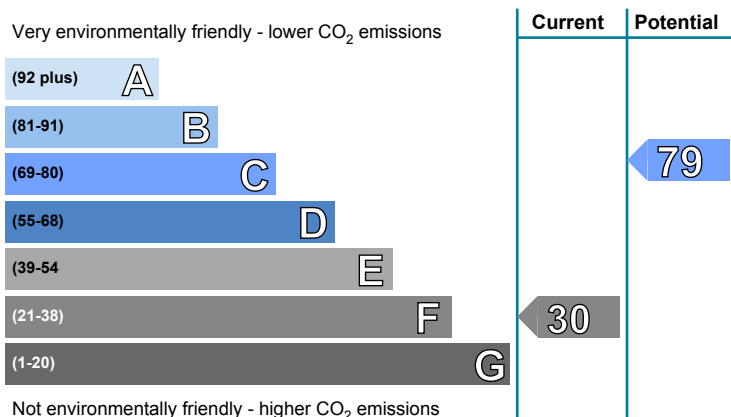 Current Potential
Very environmentally friendly - lower CO2 emissions
(92 plus) A
(81-91) B
(69-80) C
79
(55-68) D
(39-54 E
(21-38) F
30
(1-20) G
Not environmentally friendly - higher CO2 emissions